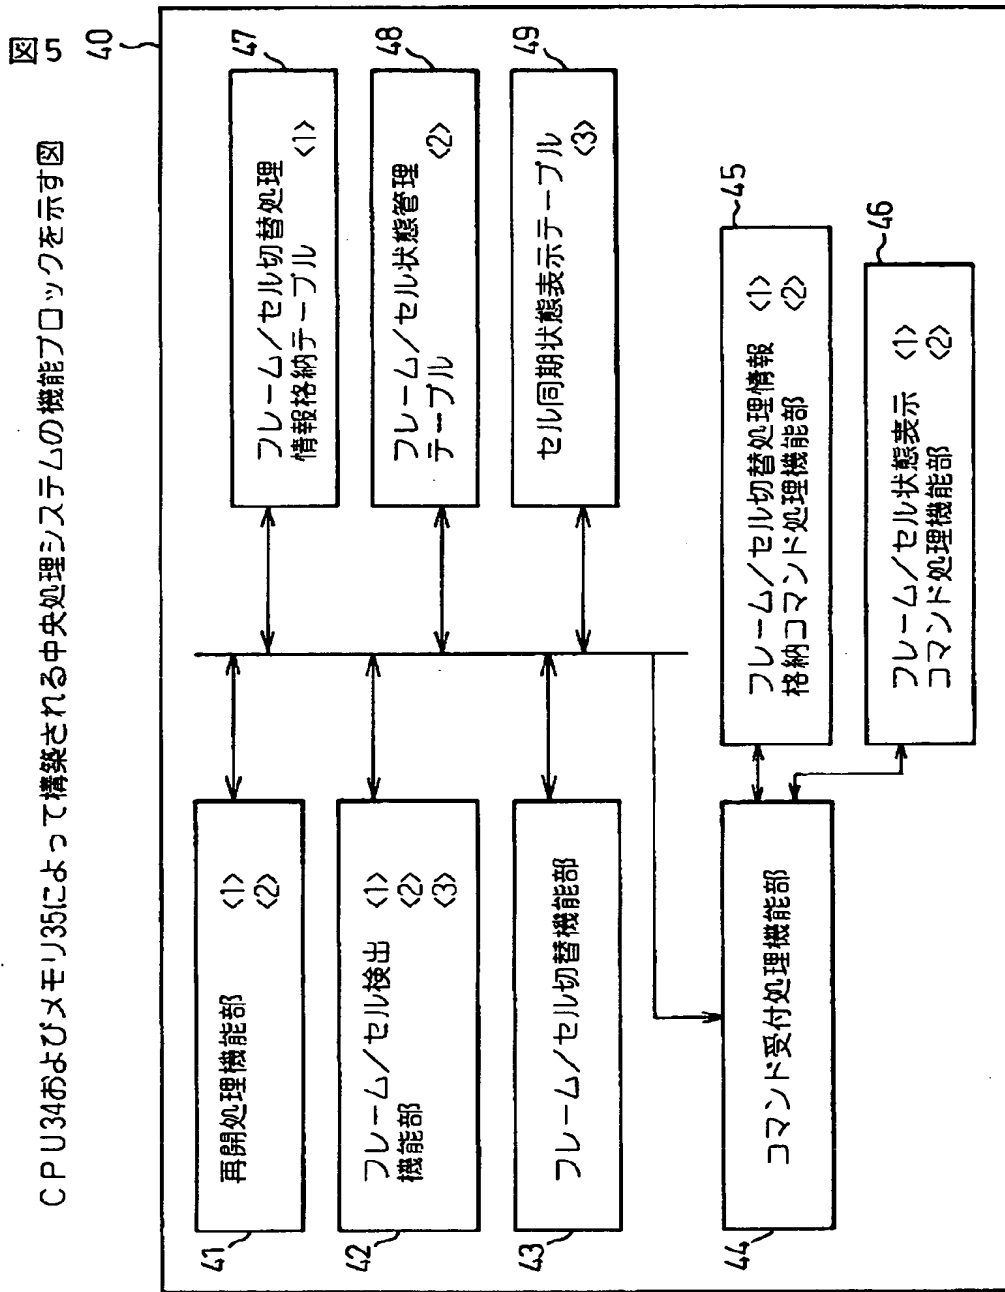 図5
CPU34およびメモリ35によって構築される中央処理システムの機能ブロックを示す図
40
41
再開処理機能部 <1>
<2>
42
フレーム/セル検出 <1>
機能部 <2>
<3>
43
フレーム/セル切替機能部
44
コマンド受付処理機能部
47
フレーム/セル切替処理
情報格納テーブル <1>
48
フレーム/セル状態管理
テーブル <2>
49
セル同期状態表示テーブル
<3>
45
フレーム/セル切替処理情報 <1>
格納コマンド処理機能部 <2>
46
フレーム/セル状態表示 <1>
コマンド処理機能部 <2>